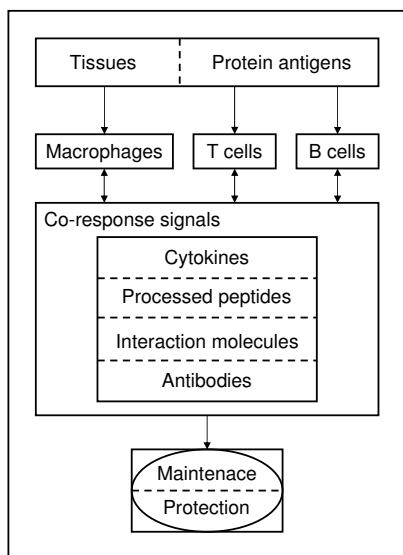 Tissues Protein antigens
Macrophages T cells B cells
Co-response signals
Cytokines
Processed peptides
Interaction molecules
Antibodies
Maintenace
Protection